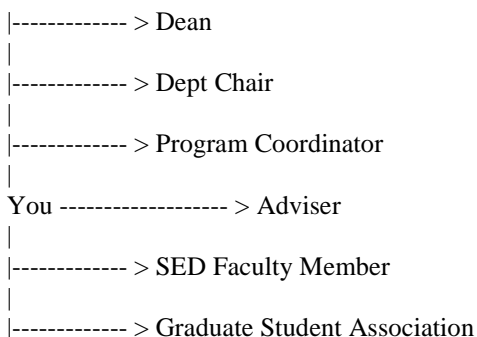 |------------- > Dean
|
|------------- > Dept Chair
|
|------------- > Program Coordinator
|
You ------------------- > Adviser
|
|------------- > SED Faculty Member
|
|------------- > Graduate Student Association